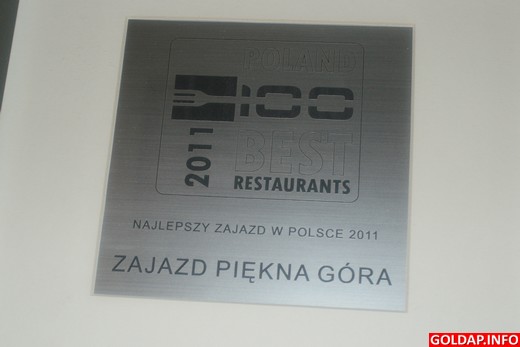 POLAND
100
BEST
RESTAURANTS
2011
NAJLEPSZY ZAJAZD W POLSCE 2011
ZAJAZD PIĘKNA GÓRA
GOLDAP.INFO